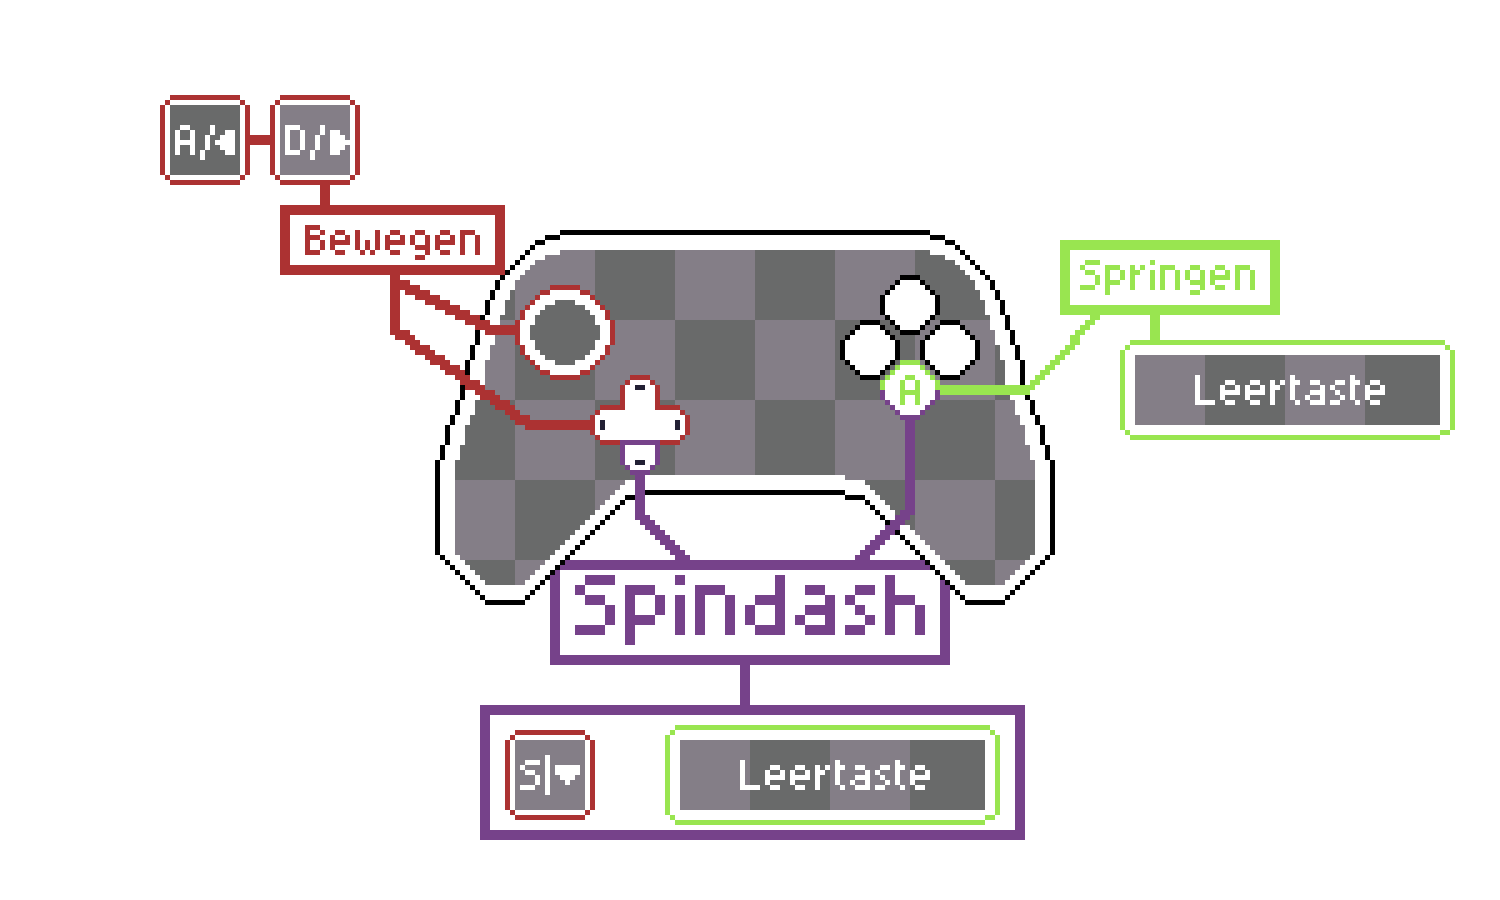 A/◀ D/▶
Bewegen
Springen
Leertaste
A
Spindash
S|▼ Leertaste